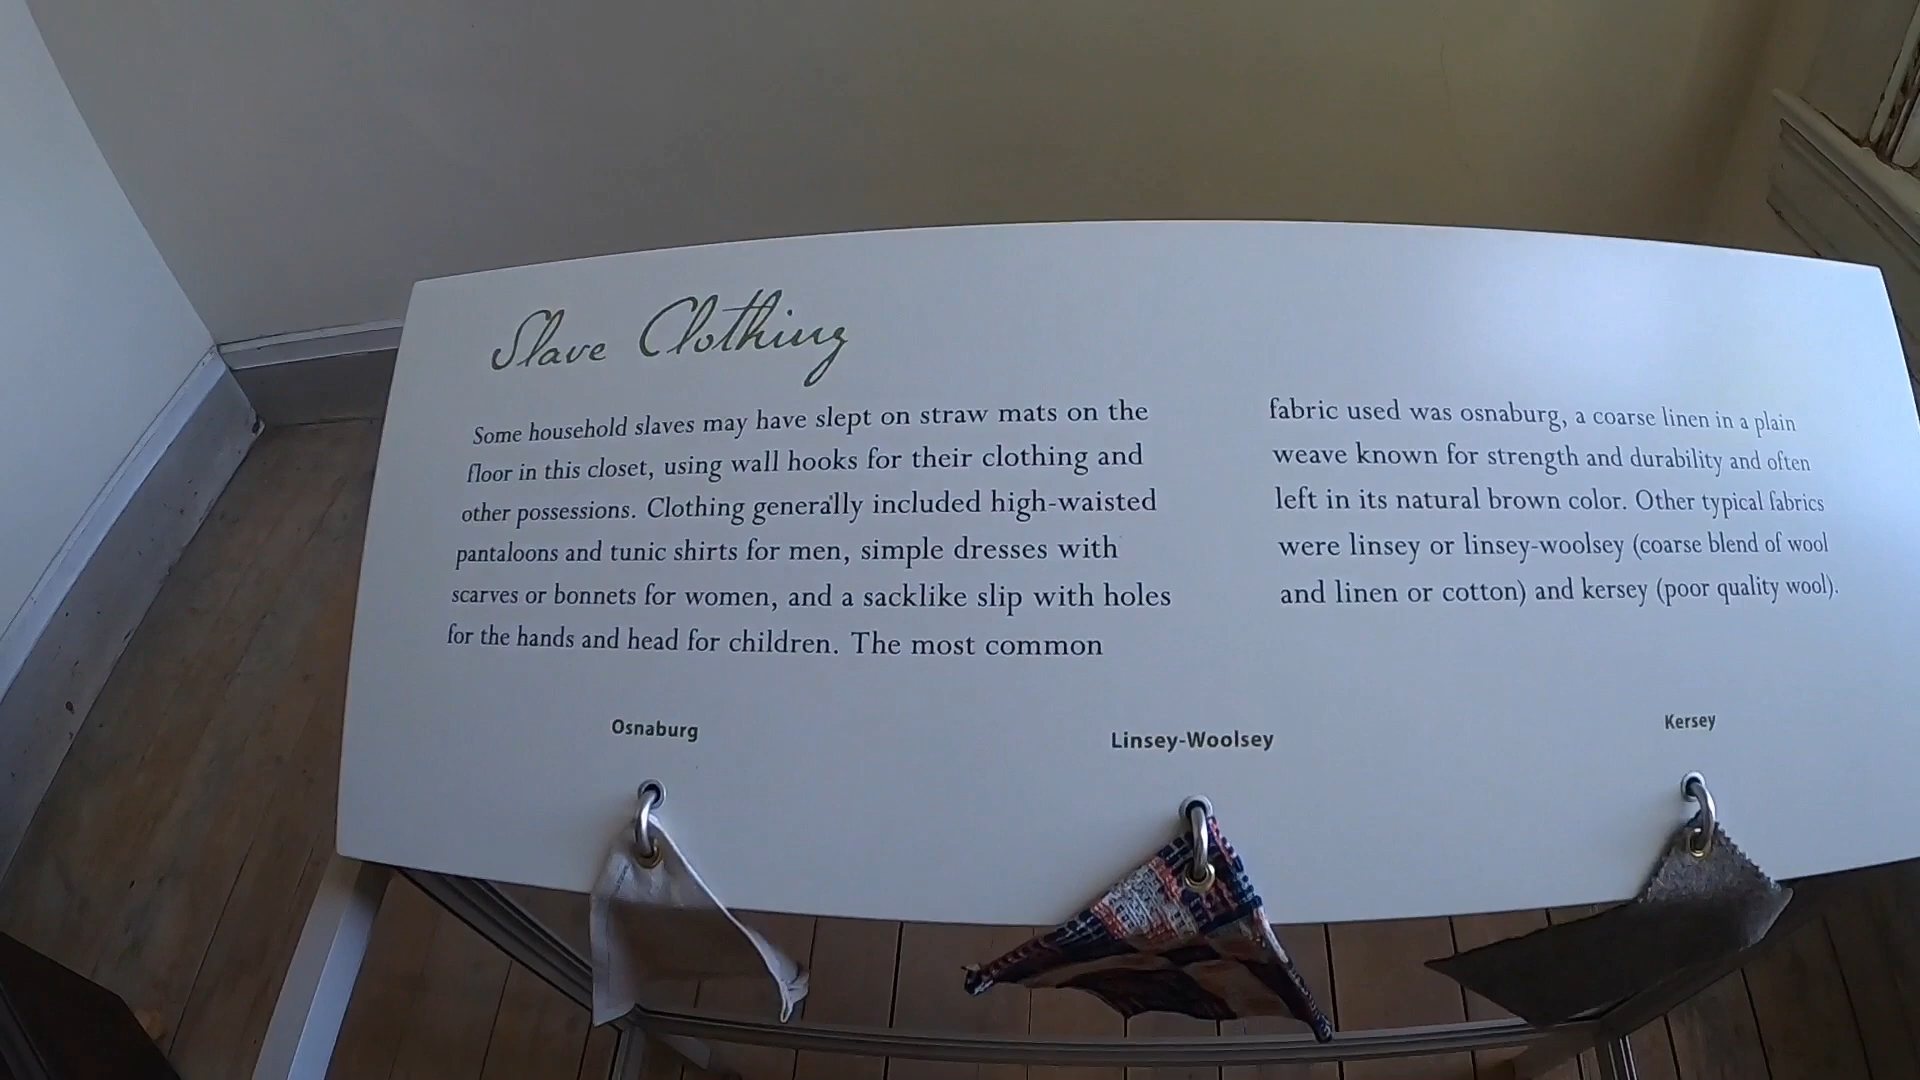 Slave Clothing
Some household slaves may have slept on straw mats on the
floor in this closet, using wall hooks for their clothing and
other possessions. Clothing generally included high-waisted
pantaloons and tunic shirts for men, simple dresses with
scarves or bonnets for women, and a sacklike slip with holes
for the hands and head for children. The most common
fabric used was osnaburg, a coarse linen in a plain
weave known for strength and durability and often
left in its natural brown color. Other typical fabrics
were linsey or linsey-woolsey (coarse blend of wool
and linen or cotton) and kersey (poor quality wool).
Osnaburg
Linsey-Woolsey
Kersey